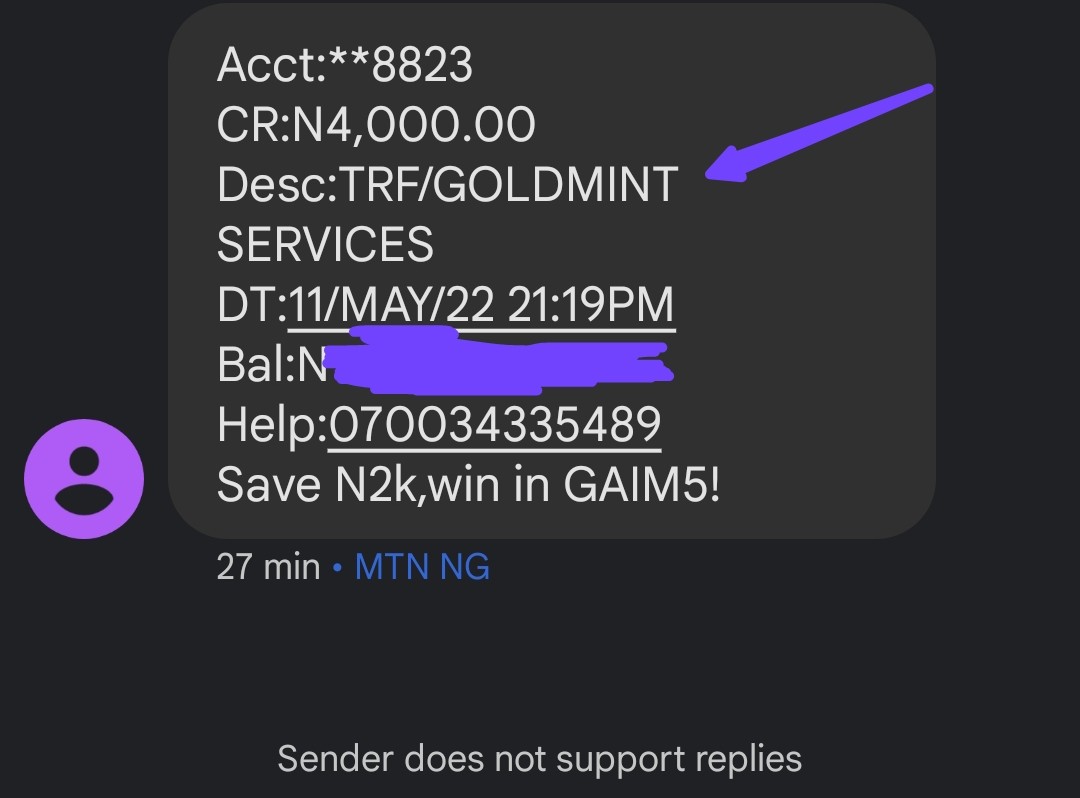 Acct:**8823
CR:N4,000.00
Desc:TRF/GOLDMINT
SERVICES
DT:11/MAY/22 21:19PM
Bal:N
Help:070034335489
Save N2k,win in GAIM5!
27 min • MTN NG
Sender does not support replies